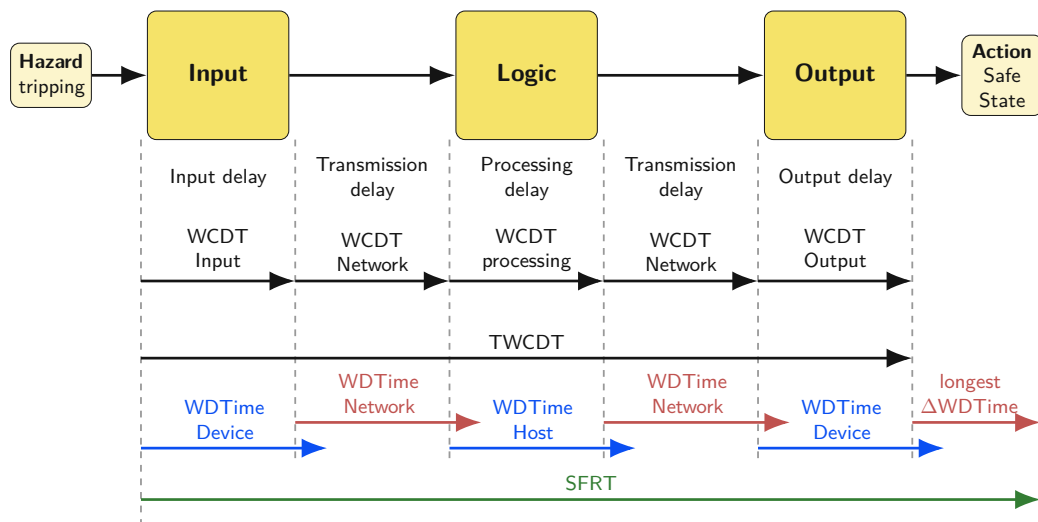 Hazard
tripping
Input
Logic
Output
Action
Safe
State
Input delay
Transmission
delay
Processing
delay
Transmission
delay
Output delay
WCDT
Input
WCDT
Network
WCDT
processing
WCDT
Network
WCDT
Output
TWCDT
WDTime
Device
WDTime
Network
WDTime
Host
WDTime
Network
WDTime
Device
longest
ΔWDTime
SFRT